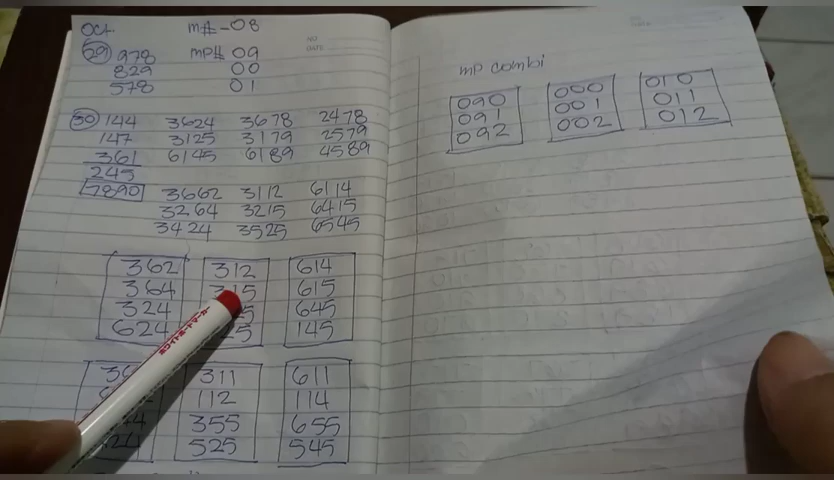 Oct m# - 08
29 978 mp# 09
829 00
578 01
30 144 3624 3678 2478
147 3125 3179 2579
361 6145 6189 4589
245
7890 3662 3112 6114
3264 3215 6415
3424 3525 6545
362 312 614
364 315 615
324 645
624 145
311 611
112 114
355 655
525 545
NO
DATE
mp combi
090 000 010
091 001 011
092 002 012